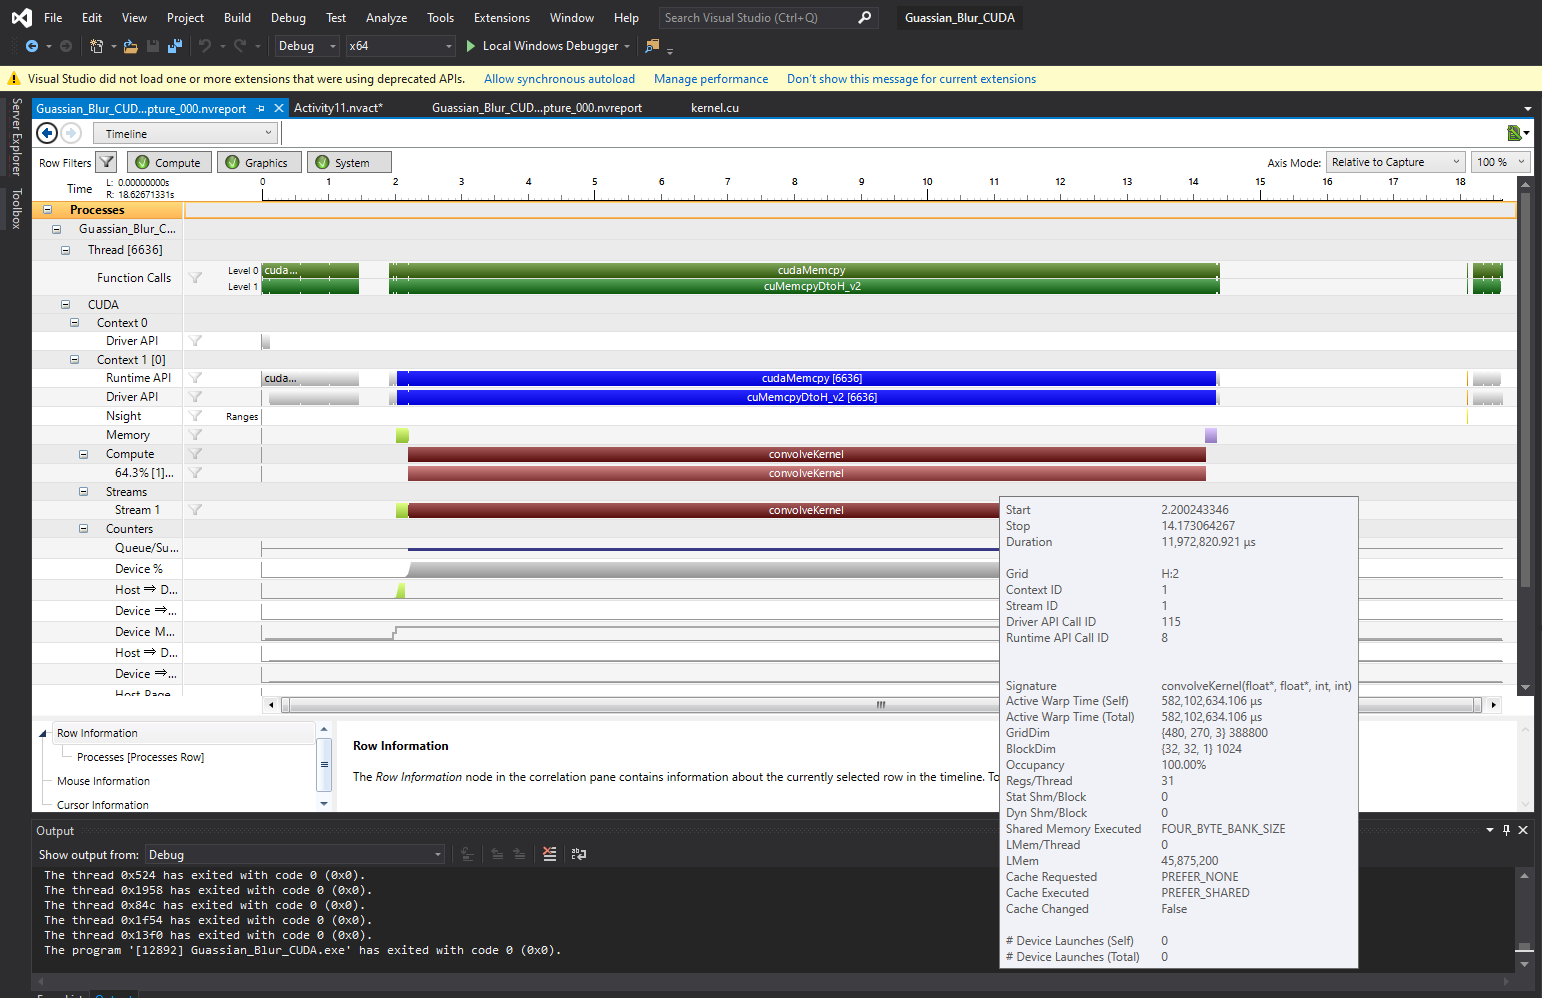 File Edit View Project Build Debug Test Analyze Tools Extensions Window Help Search Visual Studio (Ctrl+Q) Guassian_Blur_CUDA
Debug x64 Local Windows Debugger
Visual Studio did not load one or more extensions that were using deprecated APIs. Allow synchronous autoload Manage performance Don't show this message for current extensions
Server Explorer
Toolbox
Guassian_Blur_CUD...pture_000.nvreport Activity11.nvact* Guassian_Blur_CUD...pture_000.nvreport kernel.cu
Timeline
Row Filters Compute Graphics System Axis Mode: Relative to Capture 100 %
Time L: 0.00000000s
R: 18.62671331s
0 1 2 3 4 5 6 7 8 9 10 11 12 13 14 15 16 17 18
Processes
Guassian_Blur_C...
Thread [6636]
Function Calls Level 0 cuda... cudaMemcpy
Level 1 cuMemcpyDtoH_v2
CUDA
Context 0
Driver API
Context 1 [0]
Runtime API cuda... cudaMemcpy [6636]
Driver API cuMemcpyDtoH_v2 [6636]
Nsight Ranges
Memory
Compute convolveKernel
64.3% [1]... convolveKernel
Streams
Stream 1 convolveKernel
Counters
Queue/Su...
Device %
Host ⇒ D...
Device ⇒...
Device M...
Host ⇒ D...
Device ⇒...
Host Page
Start 2.200243346
Stop 14.173064267
Duration 11,972,820.921 µs
Grid H:2
Context ID 1
Stream ID 1
Driver API Call ID 115
Runtime API Call ID 8
Signature convolveKernel(float*, float*, int, int)
Active Warp Time (Self) 582,102,634.106 µs
Active Warp Time (Total) 582,102,634.106 µs
GridDim {480, 270, 3} 388800
BlockDim {32, 32, 1} 1024
Occupancy 100.00%
Regs/Thread 31
Stat Shm/Block 0
Dyn Shm/Block 0
Shared Memory Executed FOUR_BYTE_BANK_SIZE
LMem/Thread 0
LMem 45,875,200
Cache Requested PREFER_NONE
Cache Executed PREFER_SHARED
Cache Changed False
# Device Launches (Self) 0
# Device Launches (Total) 0
Row Information
Processes [Processes Row]
Mouse Information
Cursor Information
Row Information
The Row Information node in the correlation pane contains information about the currently selected row in the timeline. To
Output
Show output from: Debug
The thread 0x524 has exited with code 0 (0x0).
The thread 0x1958 has exited with code 0 (0x0).
The thread 0x84c has exited with code 0 (0x0).
The thread 0x1f54 has exited with code 0 (0x0).
The thread 0x13f0 has exited with code 0 (0x0).
The program '[12892] Guassian_Blur_CUDA.exe' has exited with code 0 (0x0).